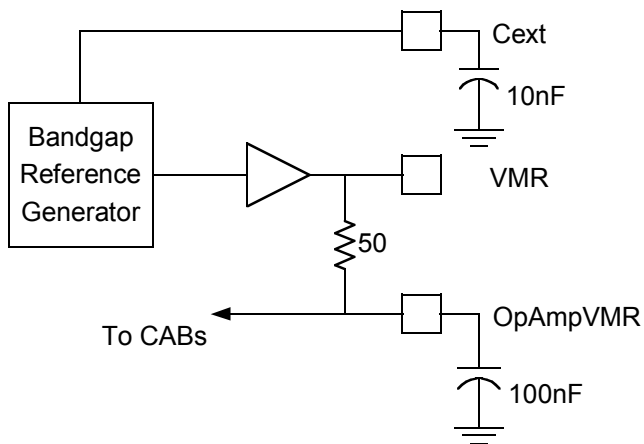 Cext
10nF
Bandgap
Reference
Generator
VMR
50
OpAmpVMR
To CABs
100nF